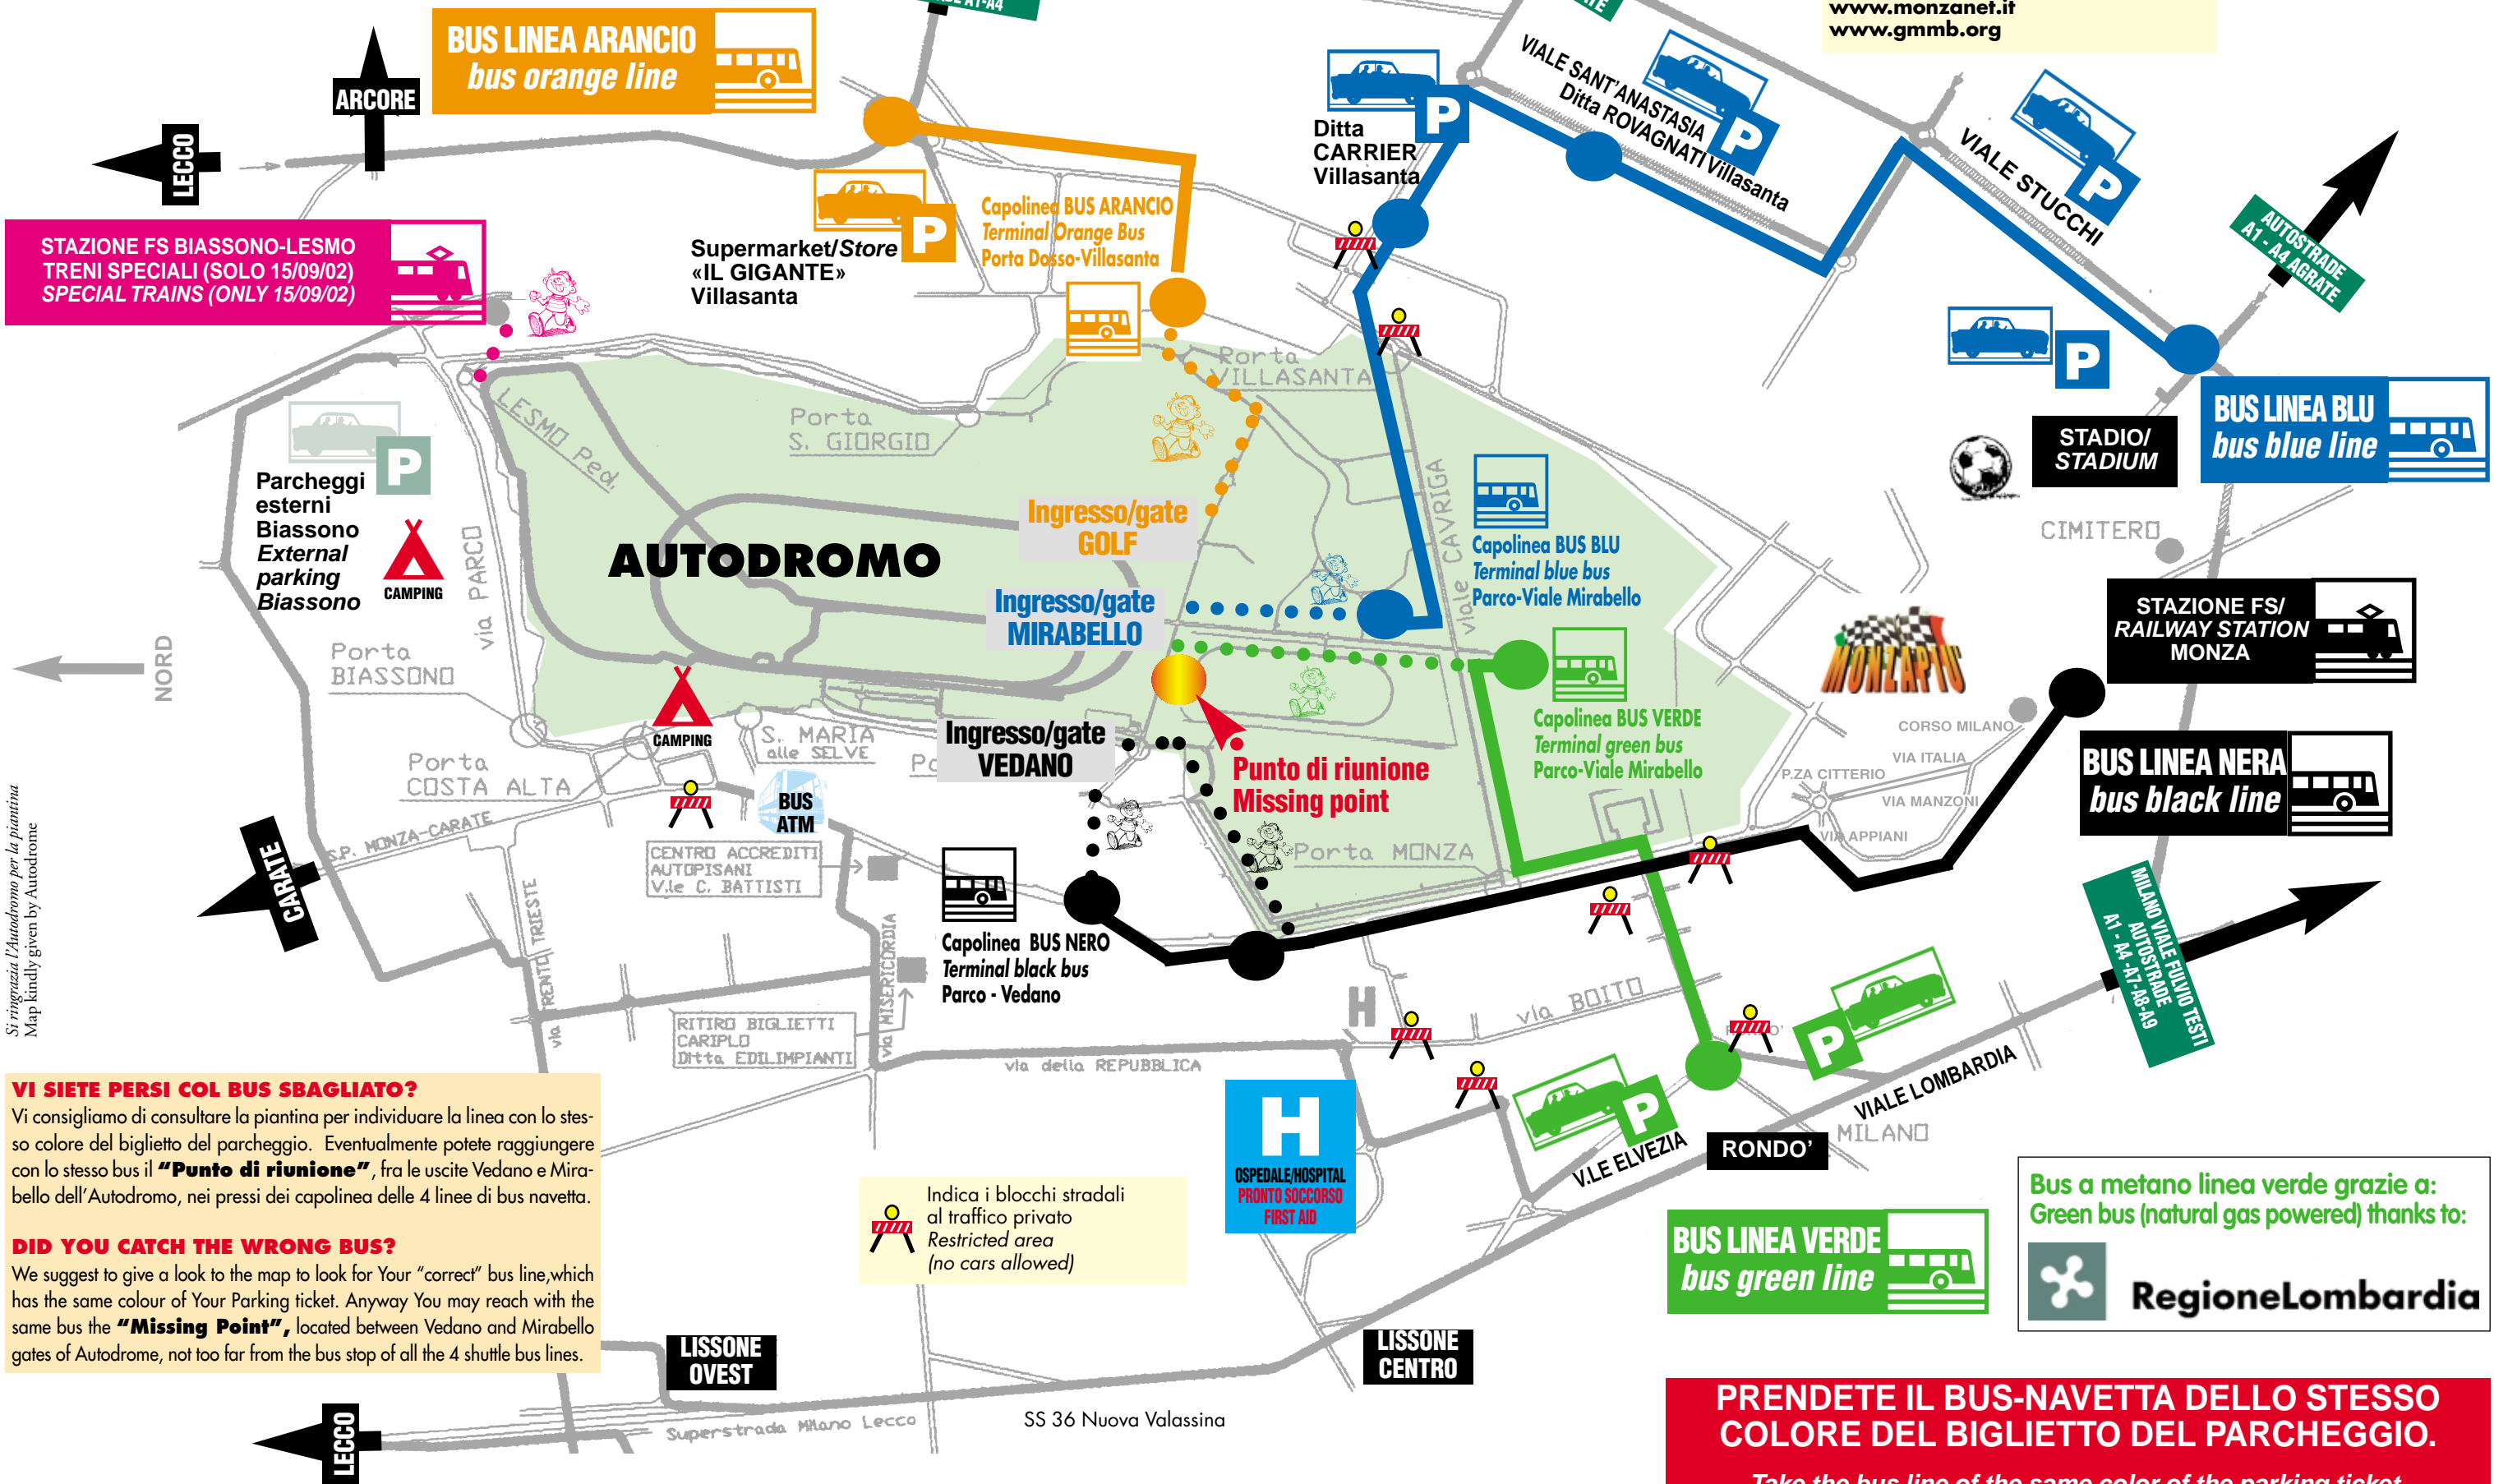 www.monzanet.it
www.gmmb.org
BUS LINEA ARANCIO
bus orange line
ARCORE
LECCO
VIALE SANT'ANASTASIA
Ditta ROVAGNATI Villasanta
P
P
Ditta
CARRIER
Villasanta
P
VIALE STUCCHI
AUTOSTRADE
A1 - A4 AGRATE
STAZIONE FS BIASSONO-LESMO
TRENI SPECIALI (SOLO 15/09/02)
SPECIAL TRAINS (ONLY 15/09/02)
Supermarket/Store
«IL GIGANTE»
Villasanta
P
Capolinea BUS ARANCIO
Terminal Orange Bus
Porta Dosso-Villasanta
P
BUS LINEA BLU
bus blue line
STADIO/
STADIUM
Porta
VILLASANTA
Porta
S. GIORGIO
LESMO Ped.
Parcheggi
esterni
Biassono
External
parking
Biassono
P
CAMPING
via PARCO
AUTODROMO
Ingresso/gate
GOLF
Ingresso/gate
MIRABELLO
viale CAVRIGA
Capolinea BUS BLU
Terminal blue bus
Parco-Viale Mirabello
CIMITERO
STAZIONE FS/
RAILWAY STATION
MONZA
MONZAPIU'
NORD
Porta
BIASSONO
CAMPING
S. MARIA
alle SELVE
Ingresso/gate
VEDANO
Punto di riunione
Missing point
Capolinea BUS VERDE
Terminal green bus
Parco-Viale Mirabello
CORSO MILANO
VIA ITALIA
P.ZA CITTERIO
VIA MANZONI
VIA APPIANI
BUS LINEA NERA
bus black line
Porta
COSTA ALTA
S.P. MONZA-CARATE
BUS
ATM
CARATE
CENTRO ACCREDITI
AUTOPISANI
V.le C. BATTISTI
Porta MONZA
Si ringrazia l'Autodromo per la piantina
Map kindly given by Autodrome
via TRENTO TRIESTE
via MISERICORDIA
Capolinea BUS NERO
Terminal black bus
Parco - Vedano
MILANO VIALE FULVIO TESTI
AUTOSTRADE
A1 - A4 -A7-A8-A9
RITIRO BIGLIETTI
CARIPLO
Ditta EDILIMPIANTI
H
via BOITO
via della REPUBBLICA
P
P
VIALE LOMBARDIA
MILANO
V.LE ELVEZIA
RONDO'
H
OSPEDALE/HOSPITAL
PRONTO SOCCORSO
FIRST AID
VI SIETE PERSI COL BUS SBAGLIATO?
Vi consigliamo di consultare la piantina per individuare la linea con lo stes-
so colore del biglietto del parcheggio. Eventualmente potete raggiungere
con lo stesso bus il "Punto di riunione", fra le uscite Vedano e Mira-
bello dell'Autodromo, nei pressi dei capolinea delle 4 linee di bus navetta.
DID YOU CATCH THE WRONG BUS?
We suggest to give a look to the map to look for Your "correct" bus line,which
has the same colour of Your Parking ticket. Anyway You may reach with the
same bus the "Missing Point", located between Vedano and Mirabello
gates of Autodrome, not too far from the bus stop of all the 4 shuttle bus lines.
Indica i blocchi stradali
al traffico privato
Restricted area
(no cars allowed)
Bus a metano linea verde grazie a:
Green bus (natural gas powered) thanks to:
RegioneLombardia
BUS LINEA VERDE
bus green line
LISSONE
OVEST
LISSONE
CENTRO
LECCO
Superstrada Milano Lecco
SS 36 Nuova Valassina
PRENDETE IL BUS-NAVETTA DELLO STESSO
COLORE DEL BIGLIETTO DEL PARCHEGGIO.
Take the bus line of the same color of the parking ticket